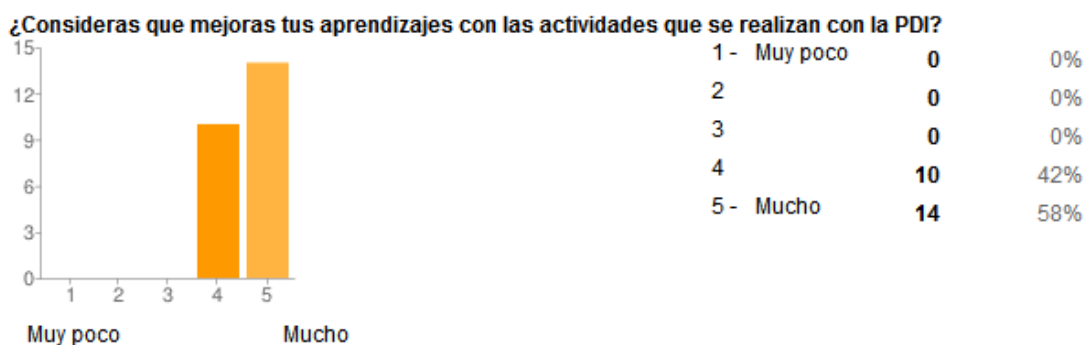 ¿Consideras que mejoras tus aprendizajes con las actividades que se realizan con la PDI?
15
12
9
6
3
0
1 2 3 4 5
Muy poco Mucho
1 - Muy poco 0 0%
2 0 0%
3 0 0%
4 10 42%
5 - Mucho 14 58%